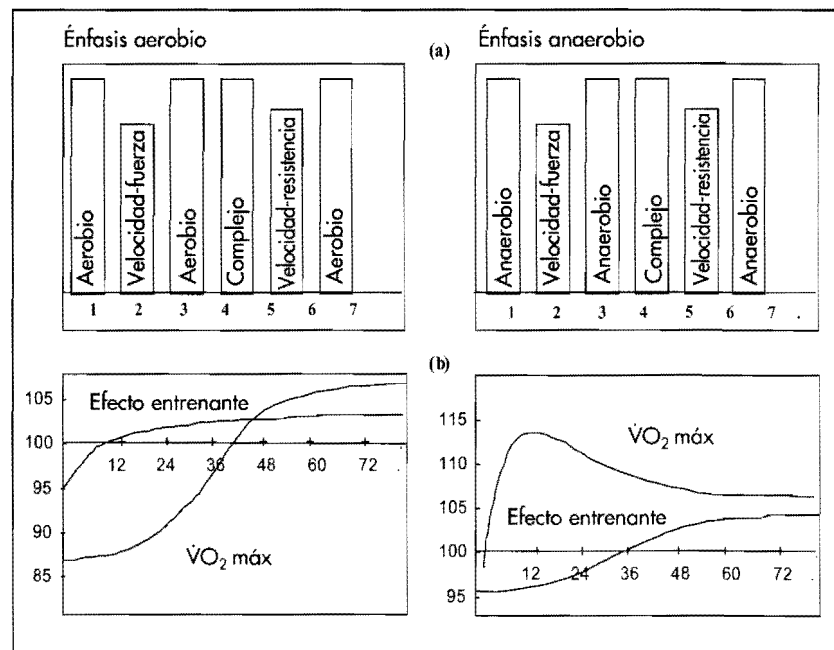 Énfasis aerobio
(a)
Énfasis anaerobio
Aerobio
Velocidad-fuerza
Aerobio
Complejo
Velocidad-resistencia
Aerobio
1 2 3 4 5 6 7
Anaerobio
Velocidad-fuerza
Anaerobio
Complejo
Velocidad-resistencia
Anaerobio
1 2 3 4 5 6 7 .
(b)
105
100
95
90
85
Efecto entrenante
12 24 36 48 60 72 .
V̇O₂ máx
115
110
105
100
95
V̇O₂ máx
Efecto entrenante
12 24 36 48 60 72 .